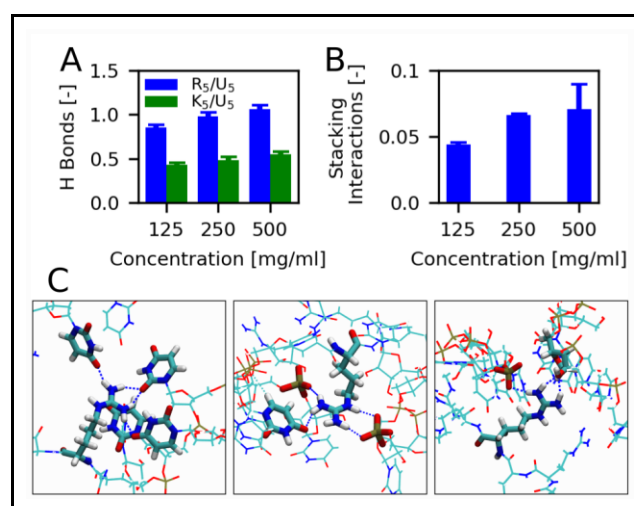 A
B
1.5
1.0
0.5
0.0
H Bonds [-]
R₅/U₅
K₅/U₅
125 250 500
Concentration [mg/ml]
0.1
0.05
0
Stacking
Interactions [-]
125 250 500
Concentration [mg/ml]
C